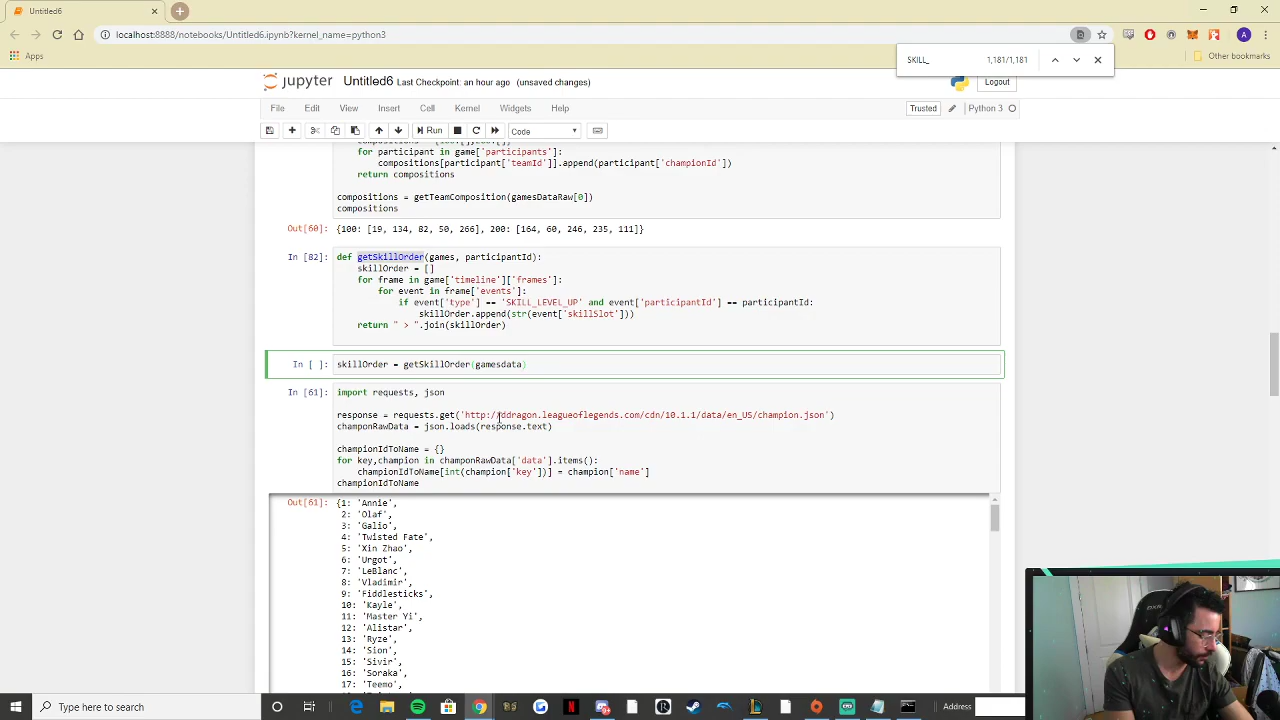 Untitled6
localhost:8888/notebooks/Untitled6.ipynb?kernel_name=python3
Apps
Other bookmarks
SKILL_ 1,181/1,181
jupyter Untitled6 Last Checkpoint: an hour ago (unsaved changes)
Logout
File Edit View Insert Cell Kernel Widgets Help
Trusted Python 3
Run Code
for participant in game['participants']:
compositions[participant['teamId']].append(participant['championId'])
return compositions
compositions = getTeamComposition(gamesDataRaw[0])
compositions
Out[60]: {100: [19, 134, 82, 50, 266], 200: [164, 60, 246, 235, 111]}
In [82]: def getSkillOrder(games, participantId):
skillOrder = []
for frame in game['timeline']['frames']:
for event in frame['events']:
if event['type'] == 'SKILL_LEVEL_UP' and event['participantId'] == participantId:
skillOrder.append(str(event['skillSlot']))
return " > ".join(skillOrder)
In [ ]: skillOrder = getSkillOrder(gamesdata)
In [61]: import requests, json
response = requests.get('http://ddragon.leagueoflegends.com/cdn/10.1.1/data/en_US/champion.json')
champonRawData = json.loads(response.text)
championIdToName = {}
for key,champion in champonRawData['data'].items():
championIdToName[int(champion['key'])] = champion['name']
championIdToName
Out[61]: {1: 'Annie',
2: 'Olaf',
3: 'Galio',
4: 'Twisted Fate',
5: 'Xin Zhao',
6: 'Urgot',
7: 'LeBlanc',
8: 'Vladimir',
9: 'Fiddlesticks',
10: 'Kayle',
11: 'Master Yi',
12: 'Alistar',
13: 'Ryze',
14: 'Sion',
15: 'Sivir',
16: 'Soraka',
17: 'Teemo',
Type here to search
Address